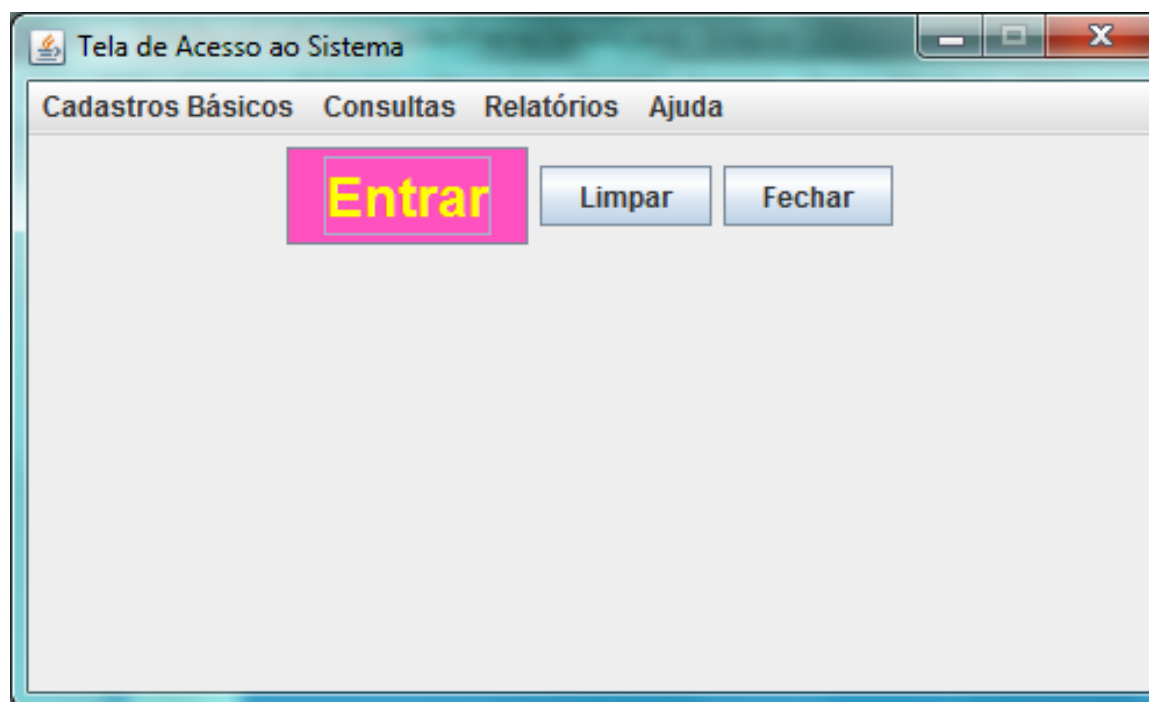 Tela de Acesso ao Sistema
Cadastros Básicos Consultas Relatórios Ajuda
Entrar Limpar Fechar